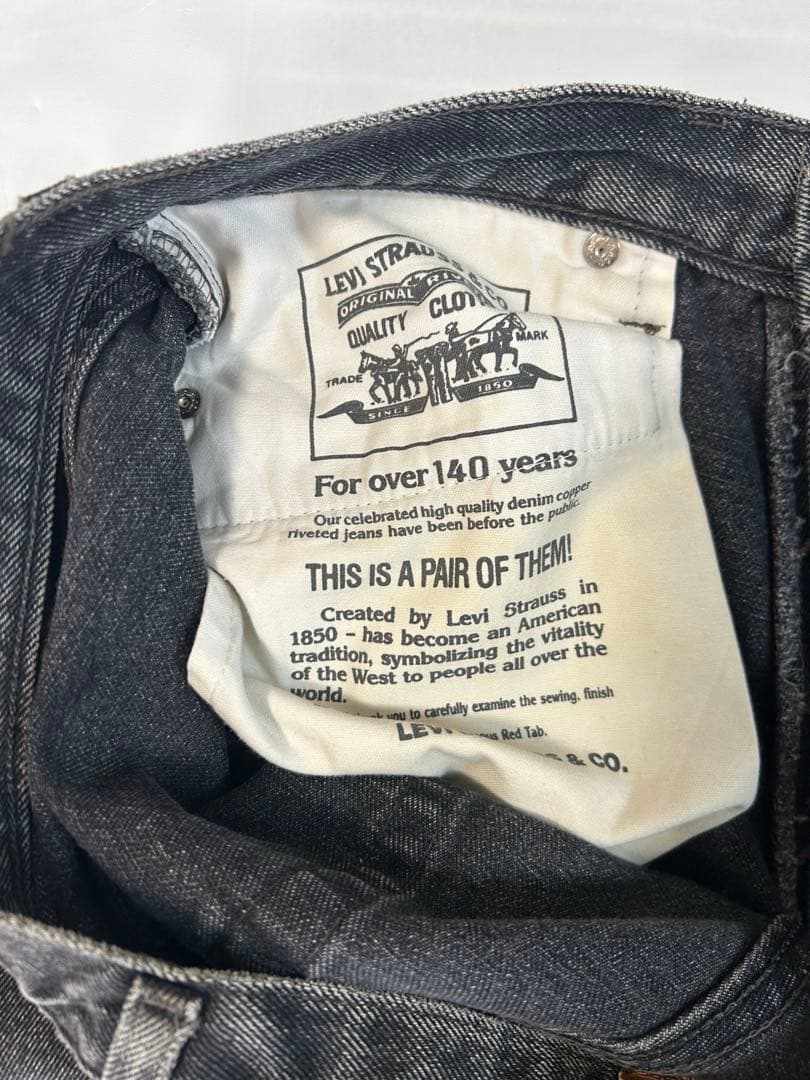 LEVI STRAUSS &
ORIGINAL
QUALITY
TRADE MARK
SINCE 1850
For over 140 years
Our celebrated high quality denim copper
riveted jeans have been before the public.
THIS IS A PAIR OF THEM!
Created by Levi Strauss in
1850 – has become an American
tradition, symbolizing the vitality
of the West to people all over the
world.
you to carefully examine the sewing. finish
Red Tab.
& CO.